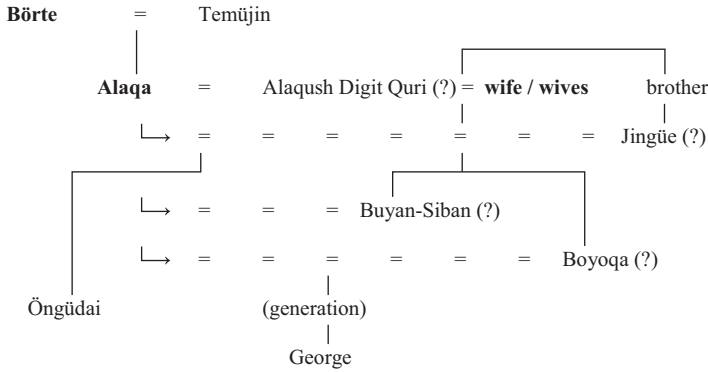 Börte = Temüjin
Alaqa = Alaqush Digit Quri (?) = wife / wives brother
= = = = = = = Jingüe (?)
= = = Buyan-Siban (?)
= = = = = = Boyoqa (?)
Öngüdai (generation)
George